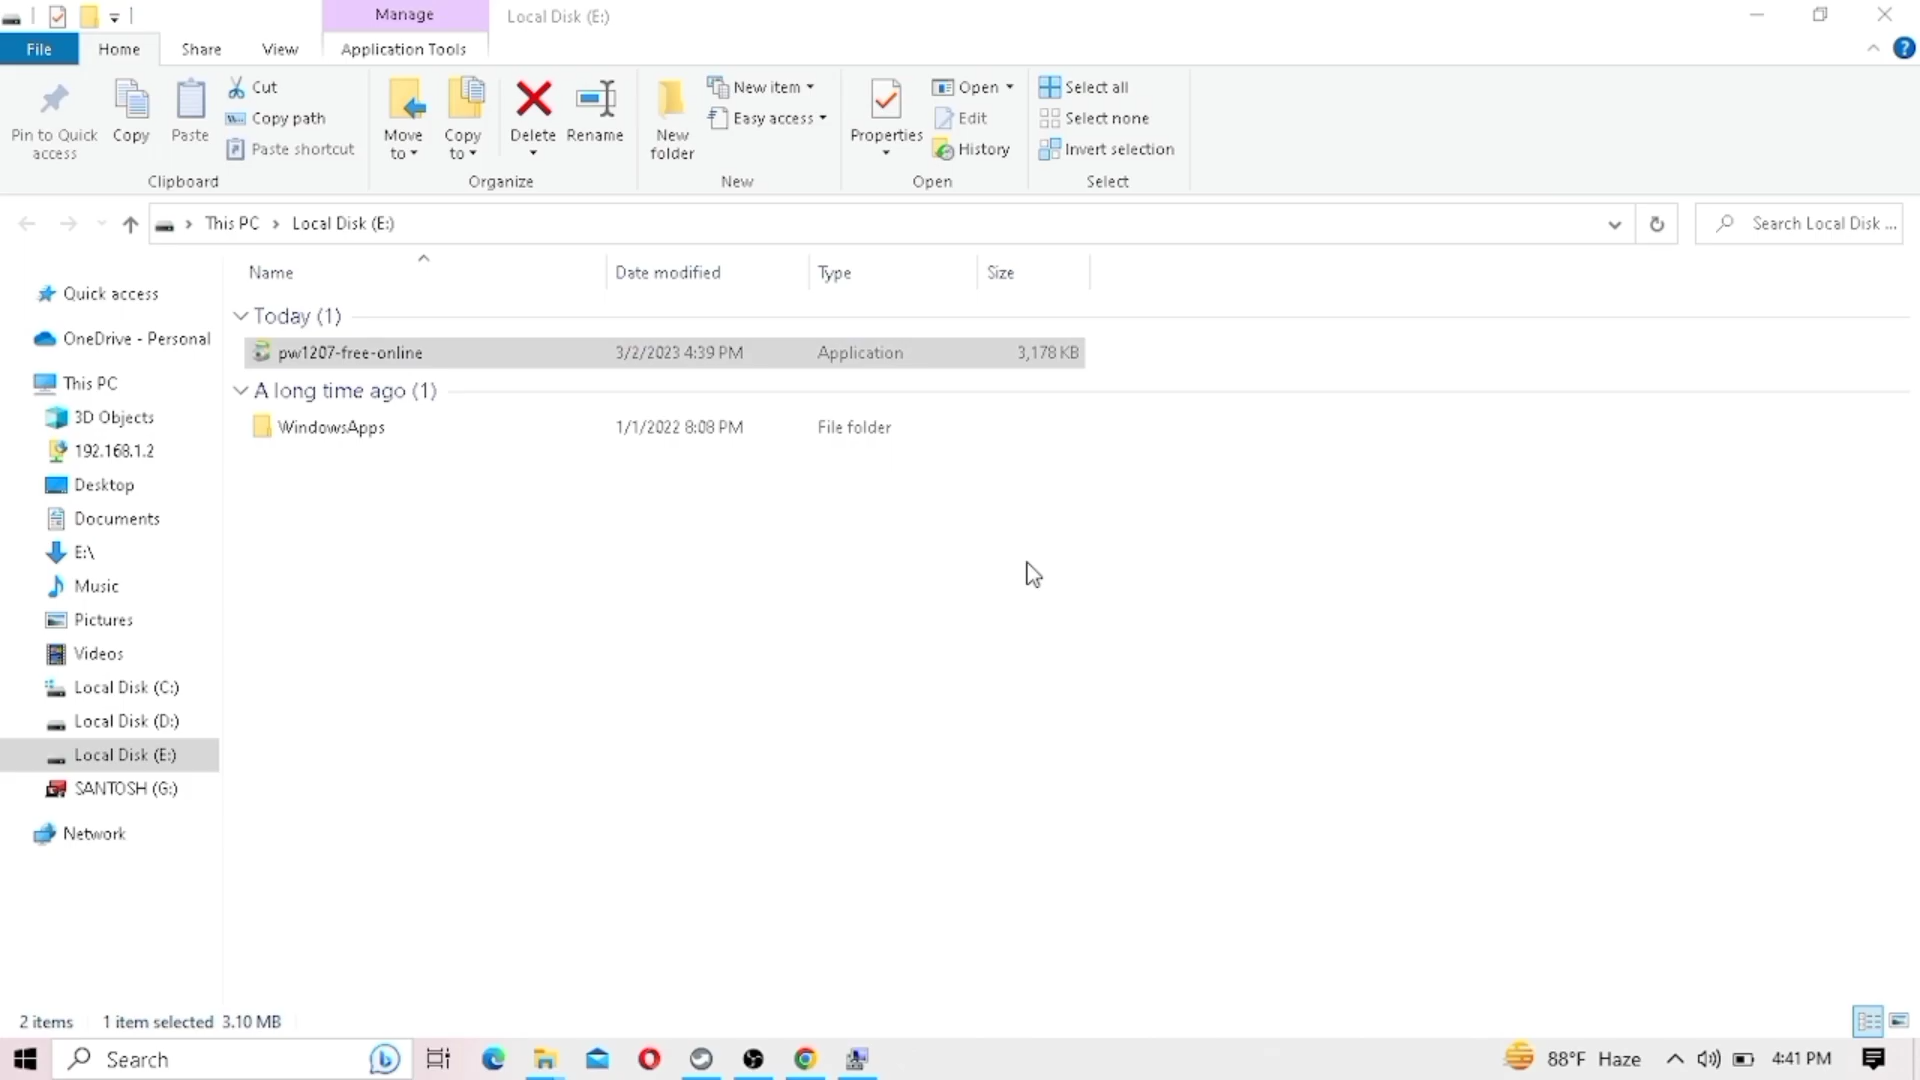 Manage
Local Disk (E:)
File
Home
Share
View
Application Tools
Pin to Quick access
Copy
Paste
Cut
Copy path
Paste shortcut
Move to
Copy to
Delete
Rename
New folder
New item
Easy access
Properties
Open
Edit
History
Select all
Select none
Invert selection
Clipboard
Organize
New
Open
Select
This PC > Local Disk (E:)
Search Local Disk ...
Name
Date modified
Type
Size
Today (1)
pw1207-free-online 3/2/2023 4:39 PM Application 3,178 KB
A long time ago (1)
WindowsApps 1/1/2022 8:08 PM File folder
Quick access
OneDrive - Personal
This PC
3D Objects
192.168.1.2
Desktop
Documents
E:\
Music
Pictures
Videos
Local Disk (C:)
Local Disk (D:)
Local Disk (E:)
SANTOSH (G:)
Network
2 items 1 item selected 3.10 MB
Search
88°F Haze
4:41 PM